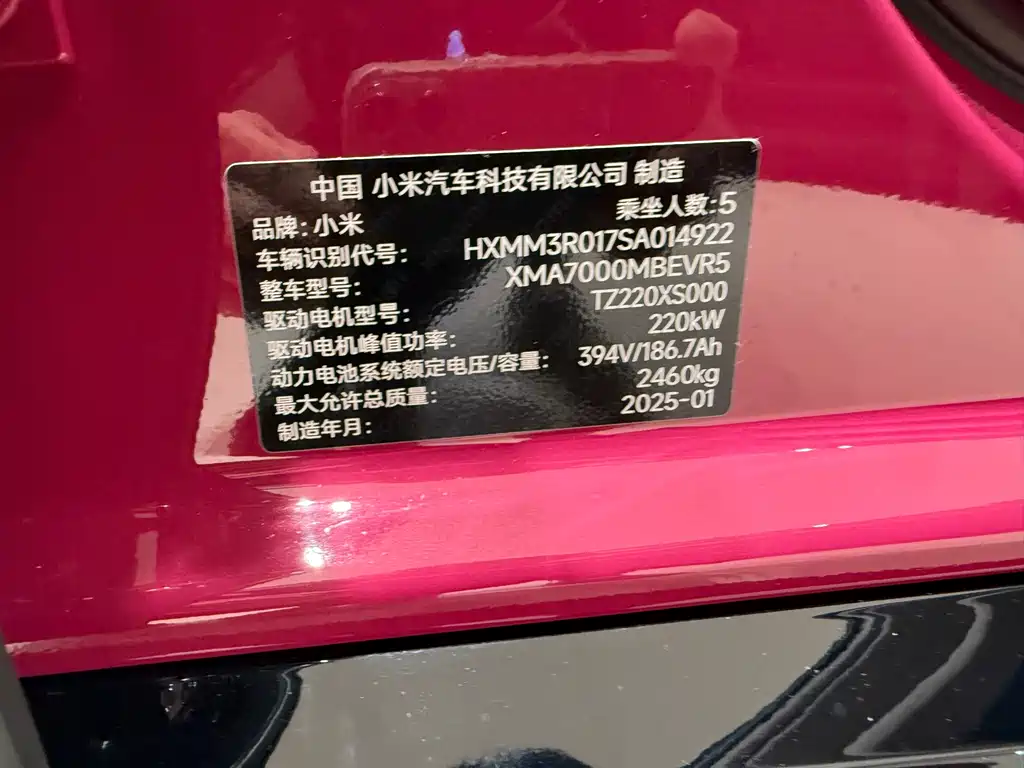 中国 小米汽车科技有限公司 制造
品牌:小米 乘坐人数:5
车辆识别代号: HXMM3R017SA014922
整车型号: XMA7000MBEVR5
驱动电机型号: TZ220XS000
驱动电机峰值功率: 220kW
动力电池系统额定电压/容量: 394V/186.7Ah
最大允许总质量: 2460kg
制造年月: 2025-01